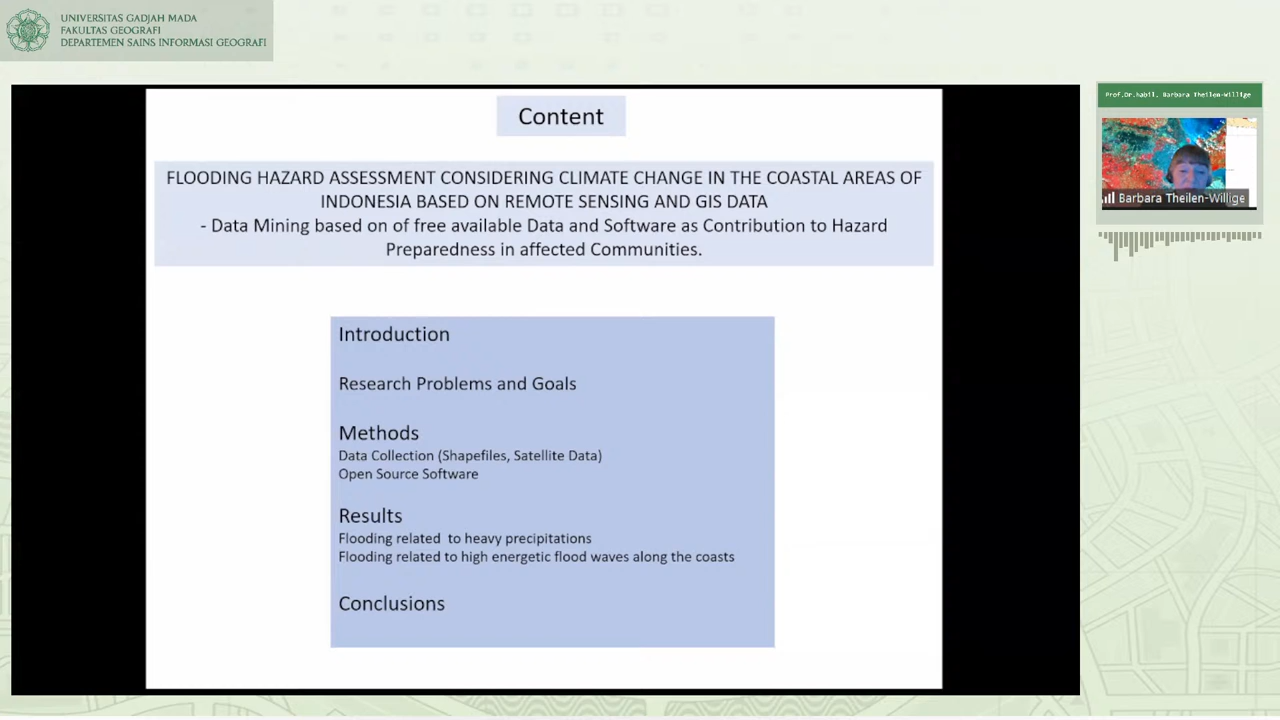 UNIVERSITAS GADJAH MADA
FAKULTAS GEOGRAFI
DEPARTEMEN SAINS INFORMASI GEOGRAFI
Content
FLOODING HAZARD ASSESSMENT CONSIDERING CLIMATE CHANGE IN THE COASTAL AREAS OF
INDONESIA BASED ON REMOTE SENSING AND GIS DATA
- Data Mining based on of free available Data and Software as Contribution to Hazard
Preparedness in affected Communities.
Introduction
Research Problems and Goals
Methods
Data Collection (Shapefiles, Satellite Data)
Open Source Software
Results
Flooding related to heavy precipitations
Flooding related to high energetic flood waves along the coasts
Conclusions
Prof.Dr.habil. Barbara Theilen-Willige
Barbara Theilen-Willige